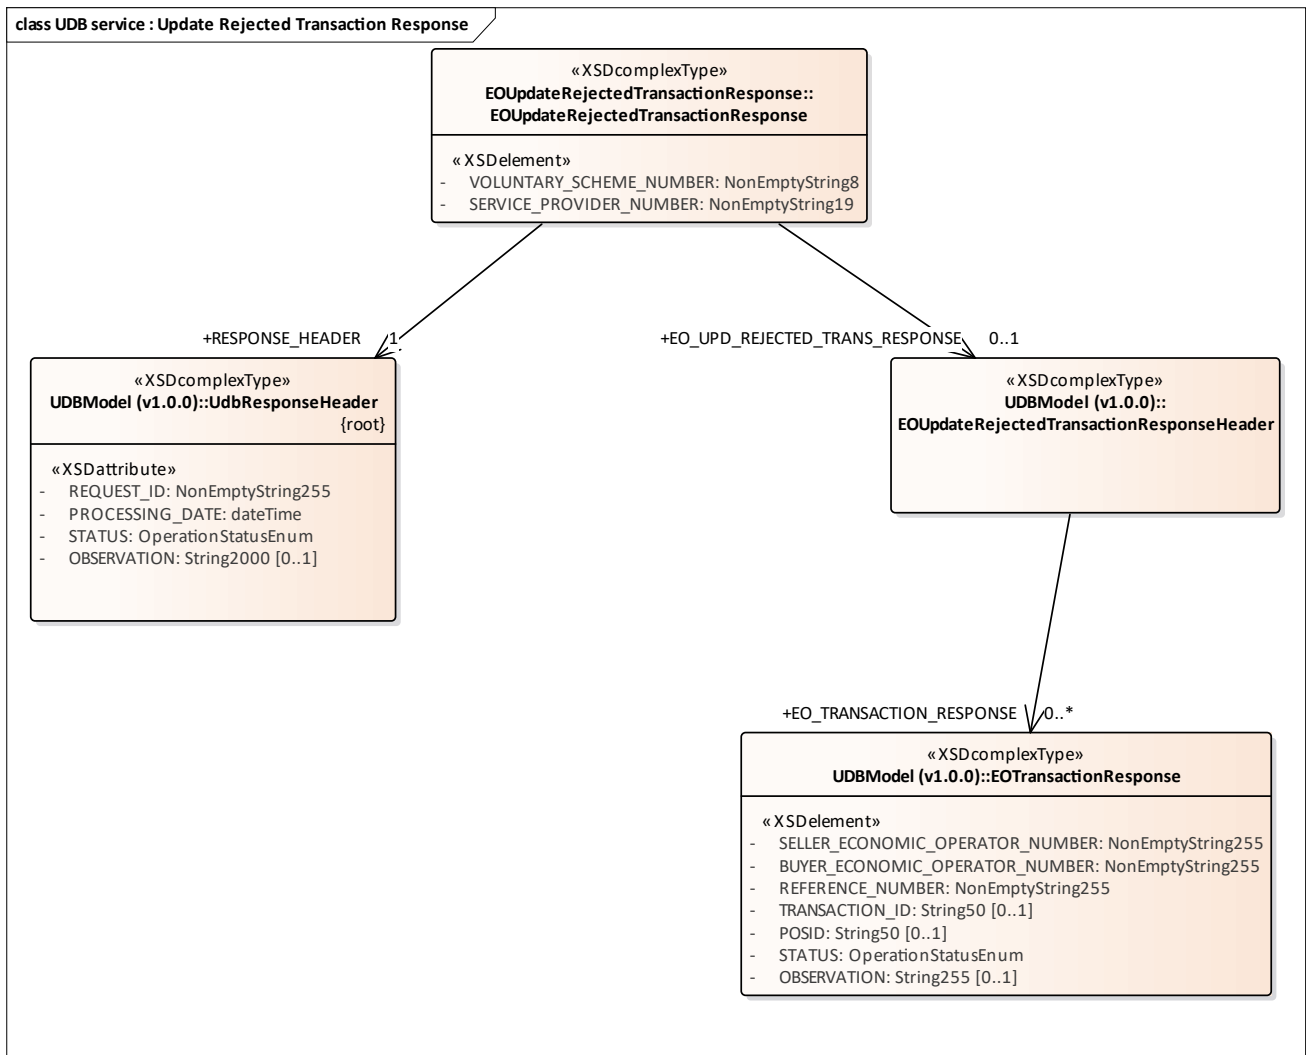 class UDB service : Update Rejected Transaction Response
«XSDcomplexType»
EOUpdateRejectedTransactionResponse::
EOUpdateRejectedTransactionResponse
«XSDelement»
- VOLUNTARY_SCHEME_NUMBER: NonEmptyString8
- SERVICE_PROVIDER_NUMBER: NonEmptyString19
+RESPONSE_HEADER 1
+EO_UPD_REJECTED_TRANS_RESPONSE 0..1
«XSDcomplexType»
UDBModel (v1.0.0)::UdbResponseHeader
{root}
«XSDattribute»
- REQUEST_ID: NonEmptyString255
- PROCESSING_DATE: dateTime
- STATUS: OperationStatusEnum
- OBSERVATION: String2000 [0..1]
«XSDcomplexType»
UDBModel (v1.0.0)::
EOUpdateRejectedTransactionResponseHeader
+EO_TRANSACTION_RESPONSE 0..*
«XSDcomplexType»
UDBModel (v1.0.0)::EOTransactionResponse
«XSDelement»
- SELLER_ECONOMIC_OPERATOR_NUMBER: NonEmptyString255
- BUYER_ECONOMIC_OPERATOR_NUMBER: NonEmptyString255
- REFERENCE_NUMBER: NonEmptyString255
- TRANSACTION_ID: String50 [0..1]
- POSID: String50 [0..1]
- STATUS: OperationStatusEnum
- OBSERVATION: String255 [0..1]